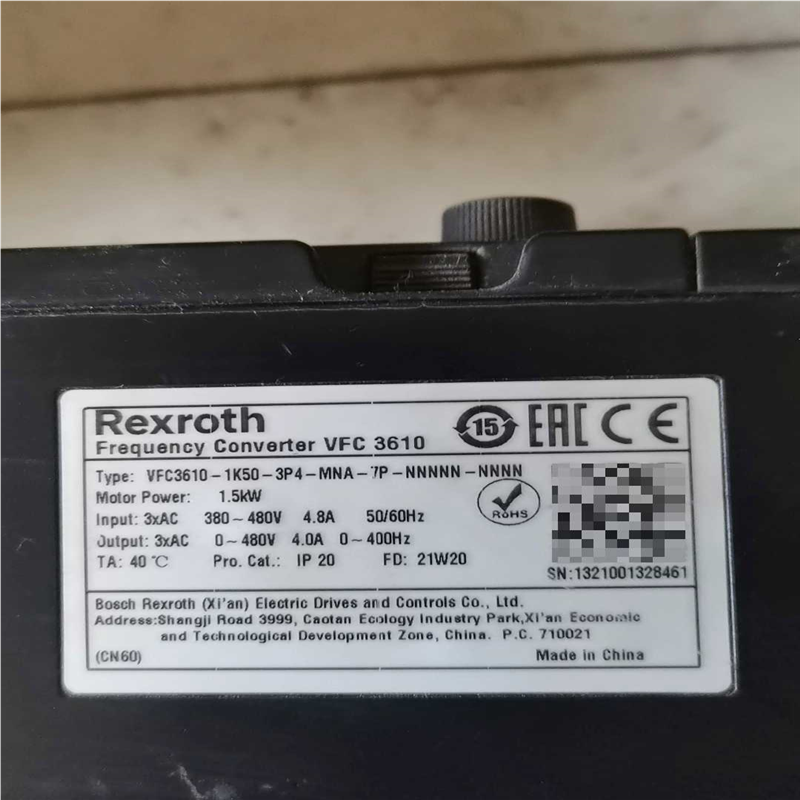 Rexroth
Frequency Converter VFC 3610
15 EAC CE
Type: VFC3610-1K50-3P4-MNA-7P-NNNNN-NNNN
Motor Power: 1.5kW
Input: 3xAC 380~480V 4.8A 50/60Hz
RoHS
Output: 3xAC 0~480V 4.0A 0~400Hz
TA: 40℃ Pro. Cat.: IP 20 FD: 21W20
SN:1321001328461
Bosch Rexroth (Xi'an) Electric Drives and Controls Co., Ltd.
Address:Shangji Road 3999, Caotan Ecology Industry Park,Xi'an Economic
and Technological Development Zone, China. P.C. 710021
(CN60) Made in China